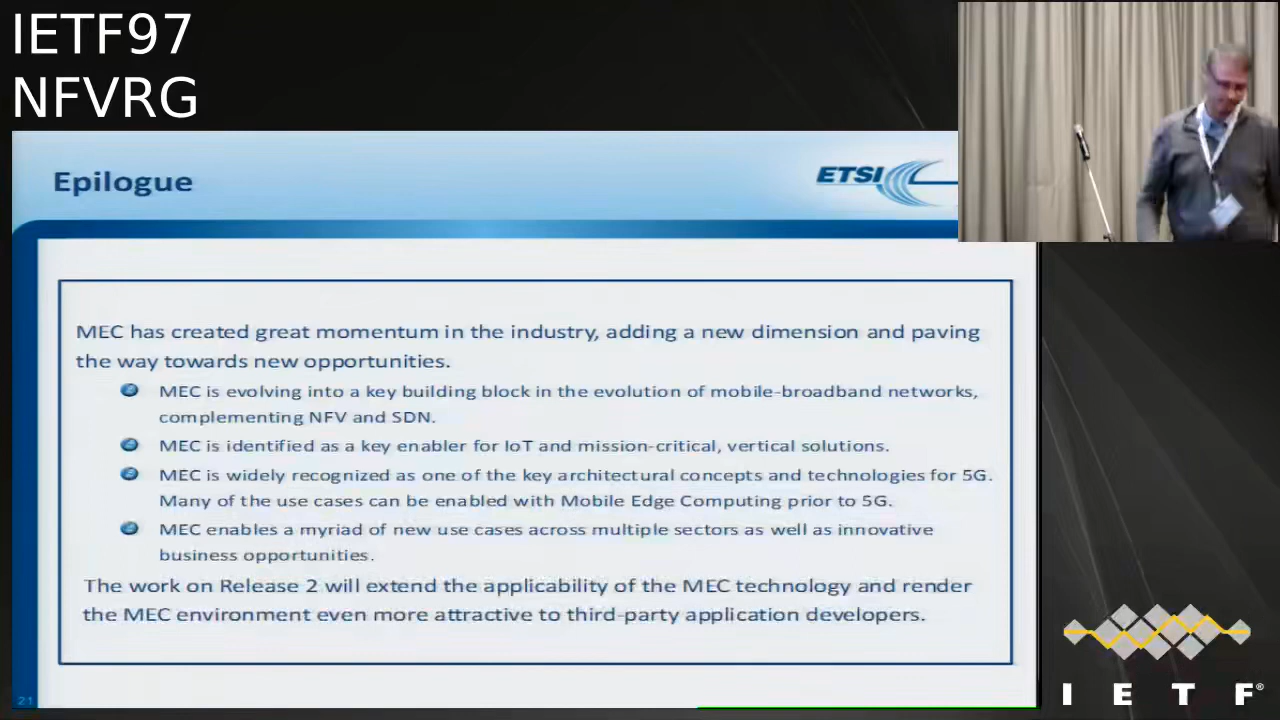 IETF97
NFVRG
Epilogue
ETSI
MEC has created great momentum in the industry, adding a new dimension and paving
the way towards new opportunities.
MEC is evolving into a key building block in the evolution of mobile-broadband networks,
complementing NFV and SDN.
MEC is identified as a key enabler for IoT and mission-critical, vertical solutions.
MEC is widely recognized as one of the key architectural concepts and technologies for 5G.
Many of the use cases can be enabled with Mobile Edge Computing prior to 5G.
MEC enables a myriad of new use cases across multiple sectors as well as innovative
business opportunities.
The work on Release 2 will extend the applicability of the MEC technology and render
the MEC environment even more attractive to third-party application developers.
21
I E T F®